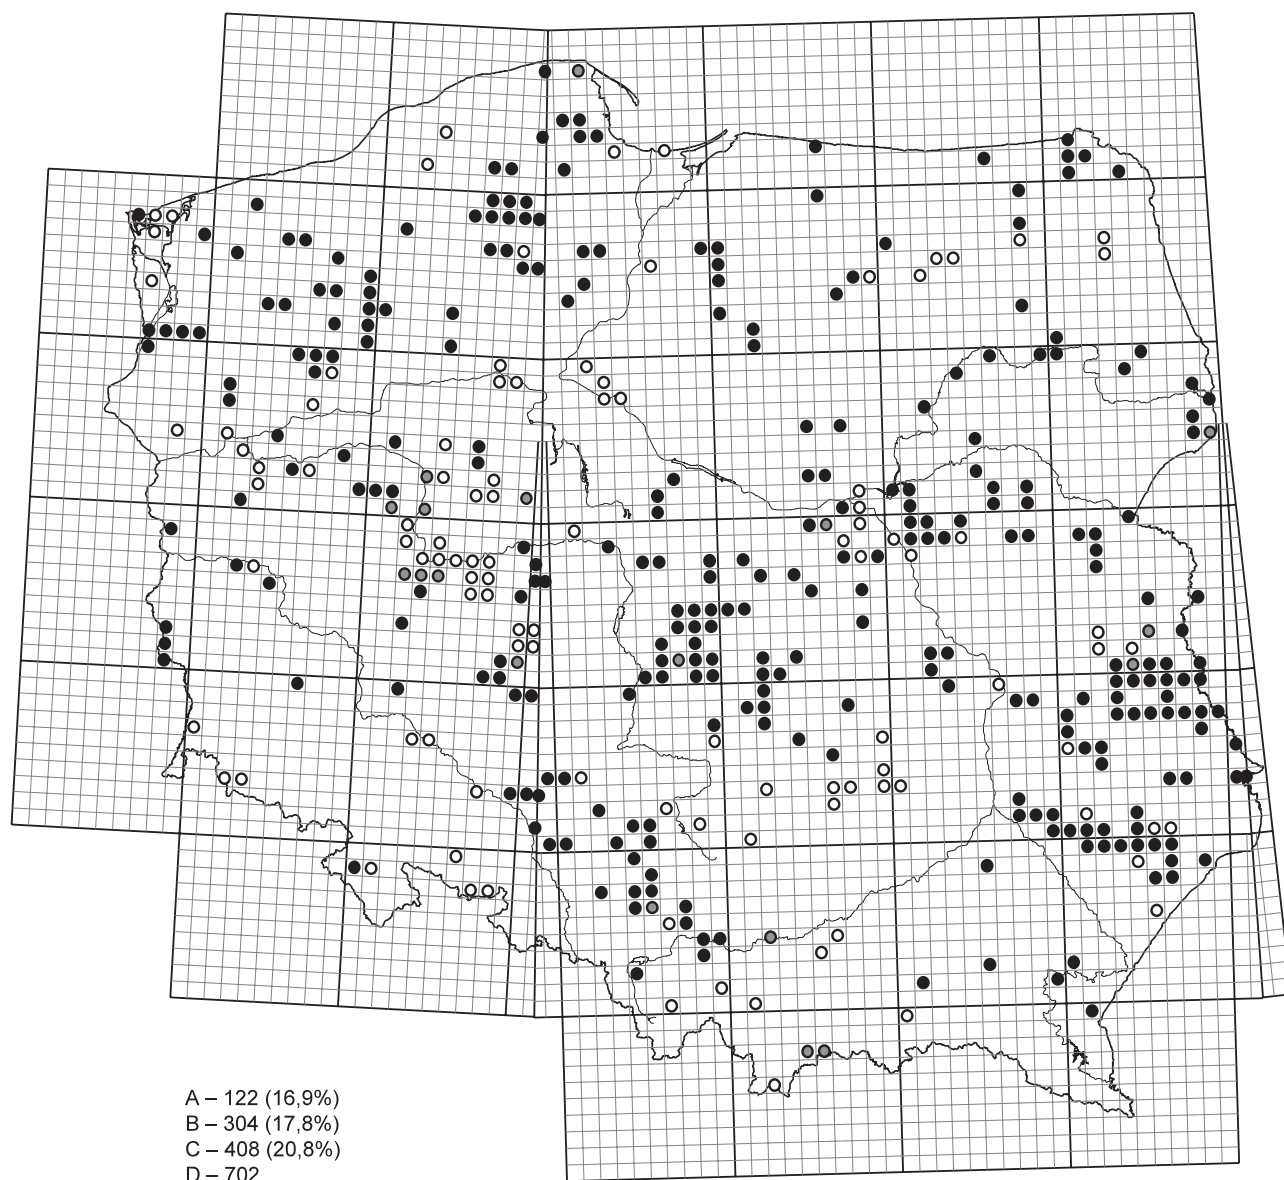 A – 122 (16,9%)
B – 304 (17,8%)
C – 408 (20,8%)
D – 702